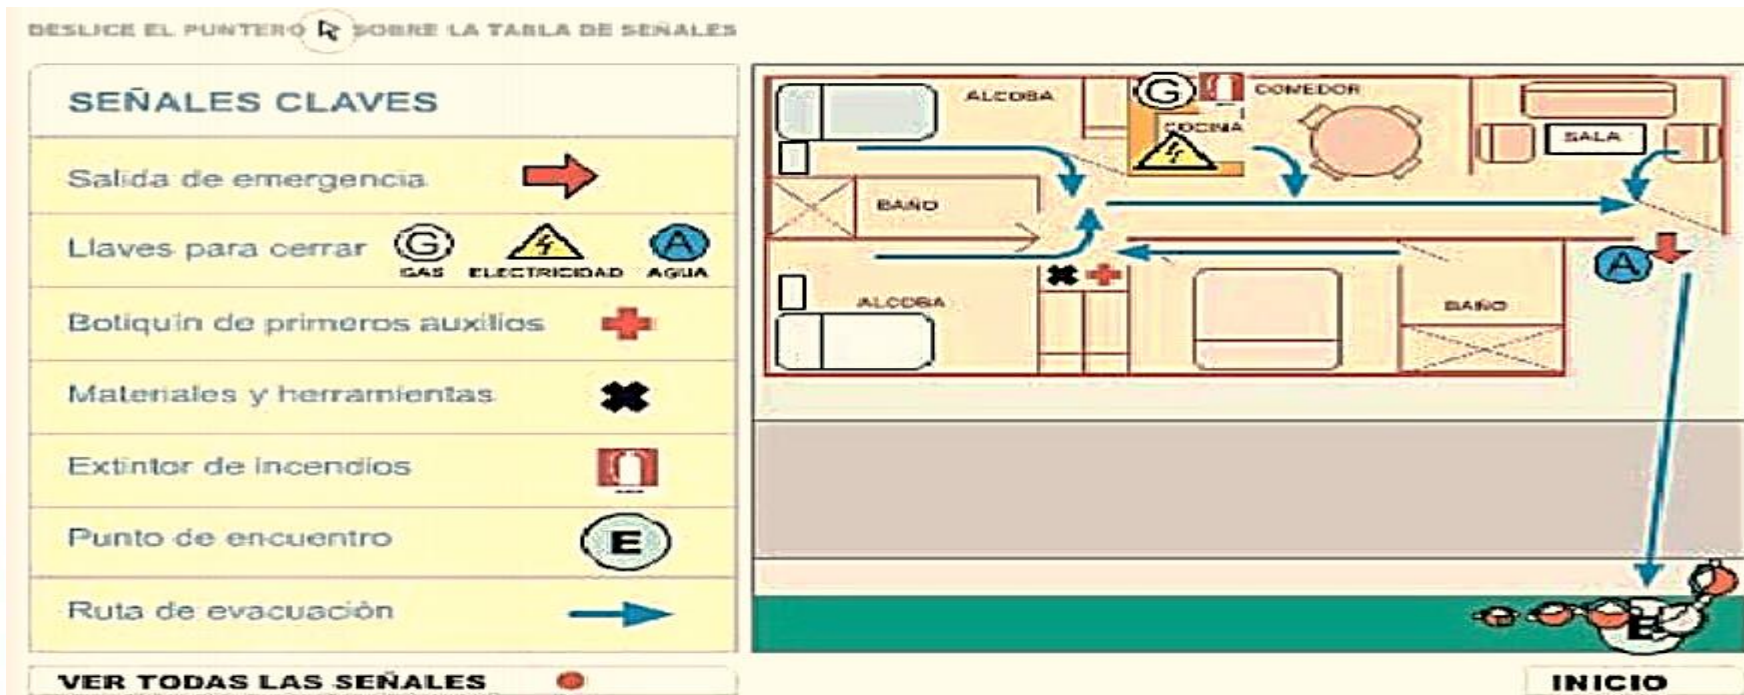 DESLICE EL PUNTERO SOBRE LA TABLA DE SEÑALES
SEÑALES CLAVES
Salida de emergencia
Llaves para cerrar
G
A
GAS ELECTRICIDAD AGUA
Botiquín de primeros auxilios
Materiales y herramientas
Extintor de incendios
Punto de encuentro
E
Ruta de evacuación
VER TODAS LAS SEÑALES
ALCOBA
G
COMEDOR
COCINA
SALA
BAÑO
A
ALCOBA
BAÑO
E
INICIO